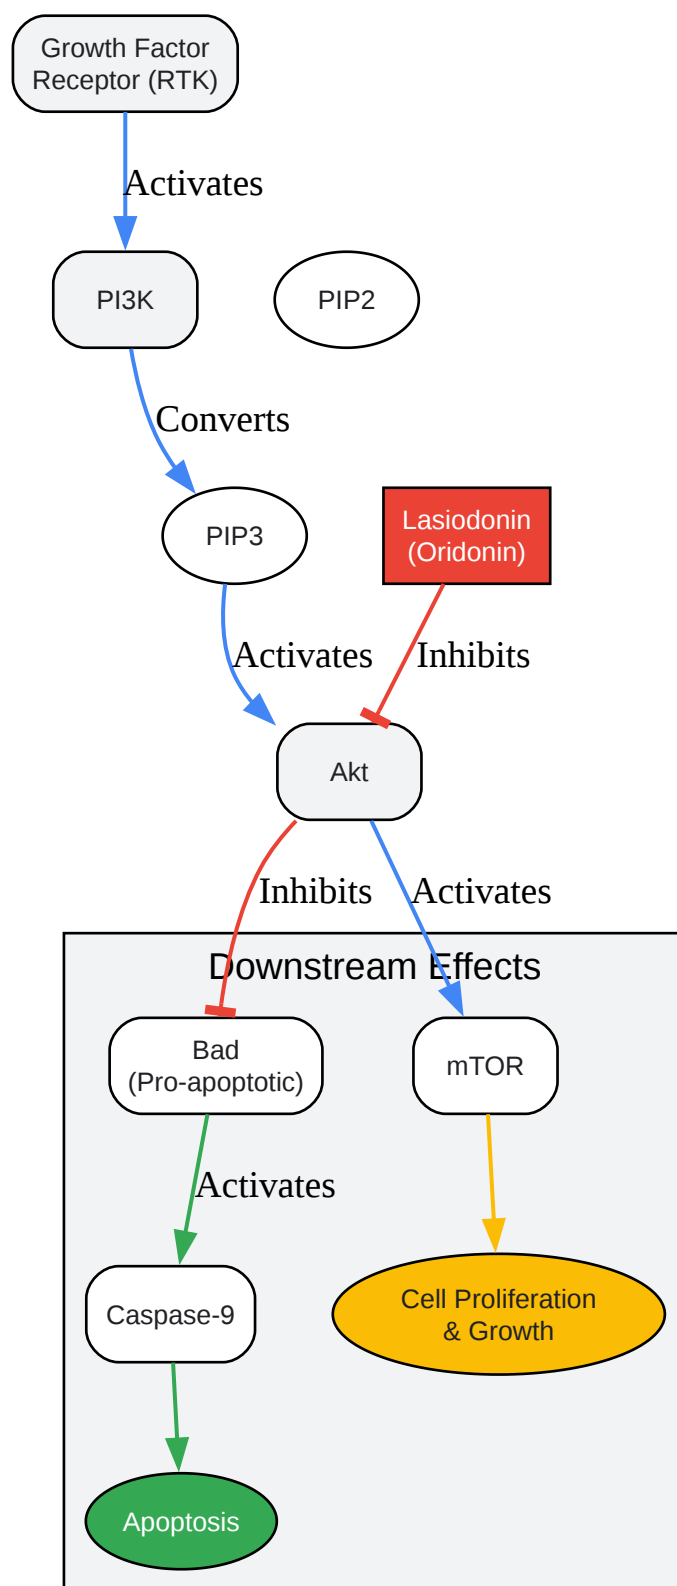 Growth Factor
Receptor (RTK)
Activates
PI3K
PIP2
Converts
PIP3
Lasiodonin
(Oridonin)
Activates
Inhibits
Akt
Inhibits
Activates
Downstream Effects
Bad
(Pro-apoptotic)
mTOR
Activates
Caspase-9
Cell Proliferation
& Growth
Apoptosis